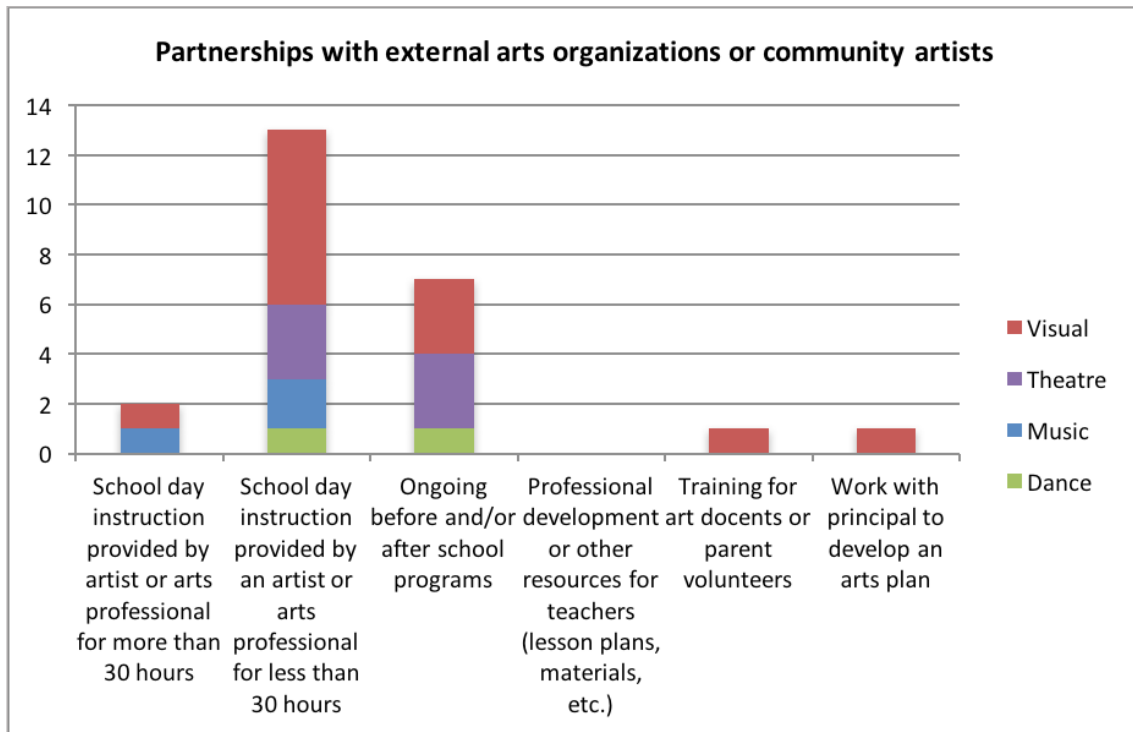 Partnerships with external arts organizations or community artists
14
12
10
8
6
4
2
0
School day
instruction
provided by
artist or arts
professional
for more than
30 hours
School day
instruction
provided by
an artist or
arts
professional
for less than
30 hours
Ongoing
before and/or
after school
programs
Professional
development
or other
resources for
teachers
(lesson plans,
materials,
etc.)
Training for
art docents or
parent
volunteers
Work with
principal to
develop an
arts plan
Visual
Theatre
Music
Dance